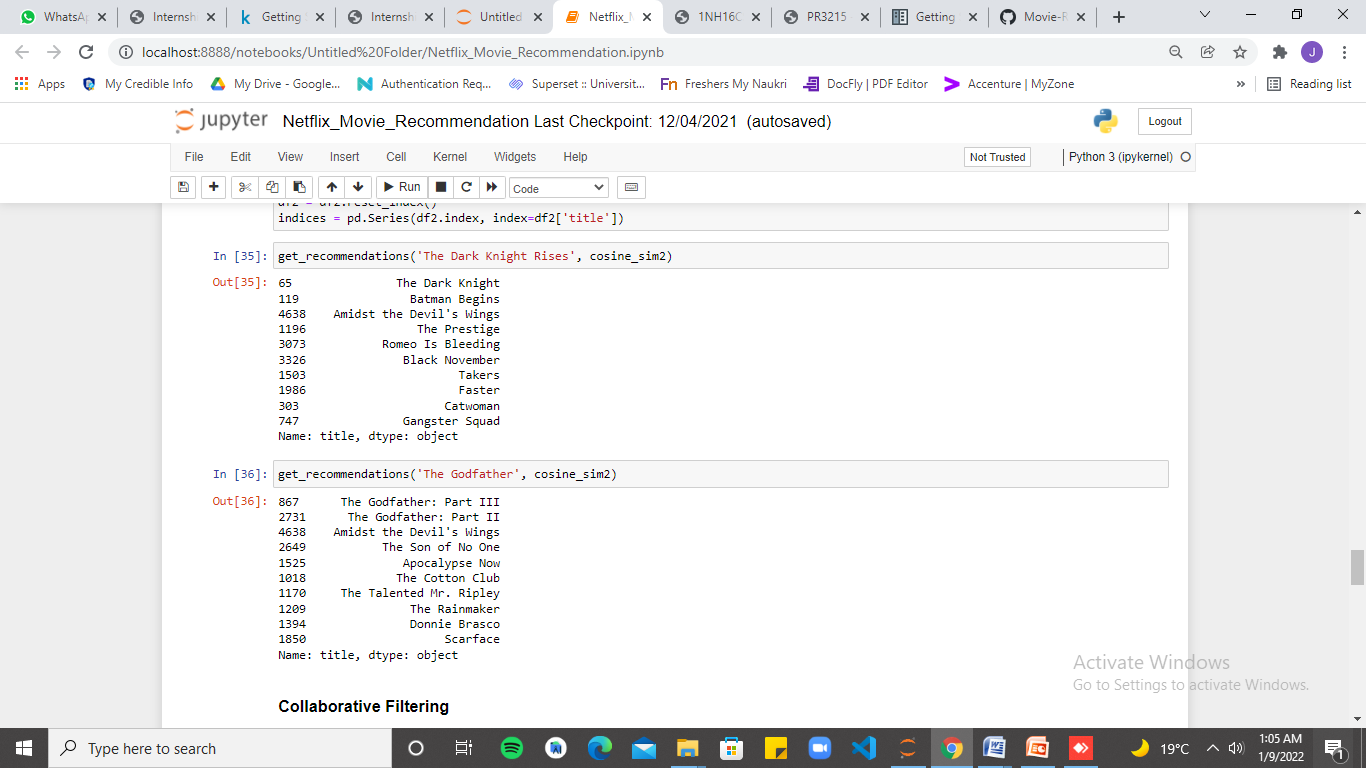 WhatsAp
Internsh
Getting
Internsh
Untitled
Netflix_M
1NH16C
PR3215
Getting
Movie-R
localhost:8888/notebooks/Untitled%20Folder/Netflix_Movie_Recommendation.ipynb
J
Apps
My Credible Info
My Drive - Google...
Authentication Req...
Superset :: Universit...
Fn Freshers My Naukri
DocFly | PDF Editor
Accenture | MyZone
»
Reading list
jupyter Netflix_Movie_Recommendation Last Checkpoint: 12/04/2021 (autosaved)
Logout
File Edit View Insert Cell Kernel Widgets Help
Not Trusted
Python 3 (ipykernel)
Run
Code
df2 = df2.reset_index()
indices = pd.Series(df2.index, index=df2['title'])
In [35]: get_recommendations('The Dark Knight Rises', cosine_sim2)
Out[35]: 65 The Dark Knight
119 Batman Begins
4638 Amidst the Devil's Wings
1196 The Prestige
3073 Romeo Is Bleeding
3326 Black November
1503 Takers
1986 Faster
303 Catwoman
747 Gangster Squad
Name: title, dtype: object
In [36]: get_recommendations('The Godfather', cosine_sim2)
Out[36]: 867 The Godfather: Part III
2731 The Godfather: Part II
4638 Amidst the Devil's Wings
2649 The Son of No One
1525 Apocalypse Now
1018 The Cotton Club
1170 The Talented Mr. Ripley
1209 The Rainmaker
1394 Donnie Brasco
1850 Scarface
Name: title, dtype: object
Collaborative Filtering
Activate Windows
Go to Settings to activate Windows.
Type here to search
19°C
1:05 AM
1/9/2022
1